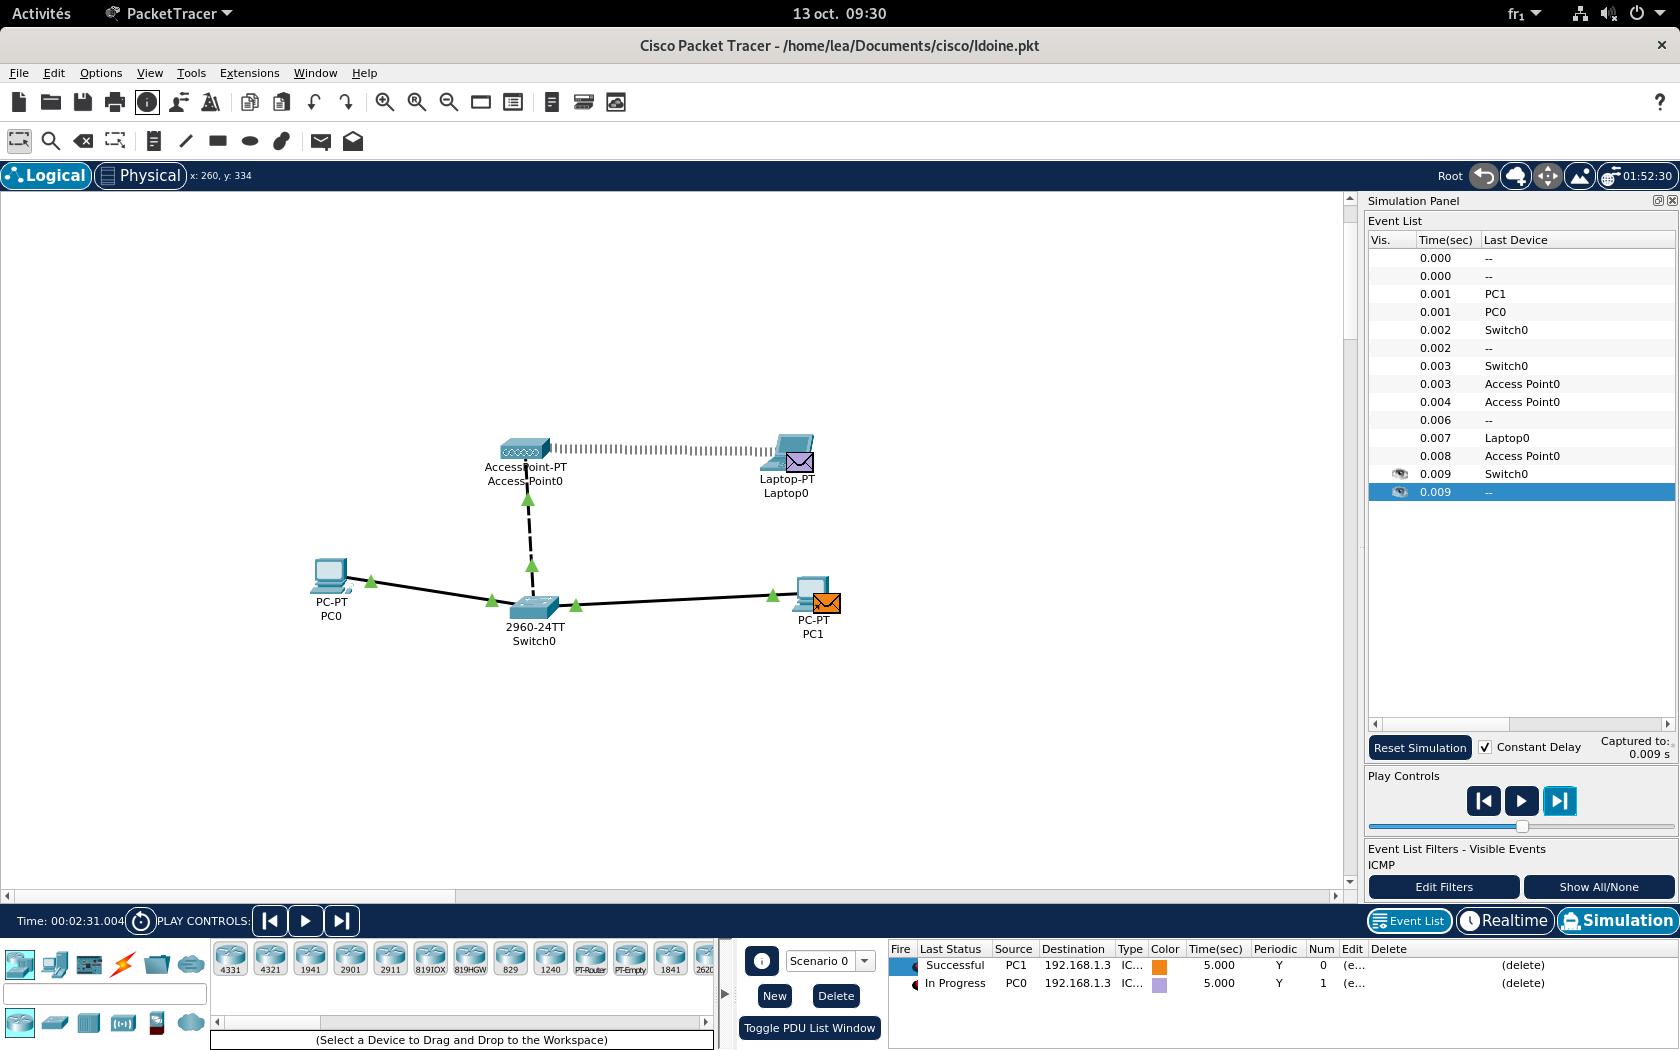 Activités PacketTracer 13 oct. 09:30 fr₁
Cisco Packet Tracer - /home/lea/Documents/cisco/Idoine.pkt
File Edit Options View Tools Extensions Window Help
Logical Physical x: 260, y: 334 Root 01:52:30
Simulation Panel
Event List
Vis. Time(sec) Last Device
0.000 --
0.000 --
0.001 PC1
0.001 PC0
0.002 Switch0
0.002 --
0.003 Switch0
0.003 Access Point0
0.004 Access Point0
0.006 --
0.007 Laptop0
0.008 Access Point0
0.009 Switch0
0.009 --
AccessPoint-PT
Access Point0
Laptop-PT
Laptop0
PC-PT
PC0
2960-24TT
Switch0
PC-PT
PC1
Reset Simulation Constant Delay Captured to:
0.009 s
Play Controls
Event List Filters - Visible Events
ICMP
Edit Filters Show All/None
Time: 00:02:31.004 PLAY CONTROLS: Event List Realtime Simulation
4331 4321 1941 2901 2911 819IOX 819HGW 829 1240 PT-Router PT-Empty 1841 2620
(Select a Device to Drag and Drop to the Workspace)
Scenario 0
New Delete
Toggle PDU List Window
Fire Last Status Source Destination Type Color Time(sec) Periodic Num Edit Delete
Successful PC1 192.168.1.3 IC... 5.000 Y 0 (e... (delete)
In Progress PC0 192.168.1.3 IC... 5.000 Y 1 (e... (delete)